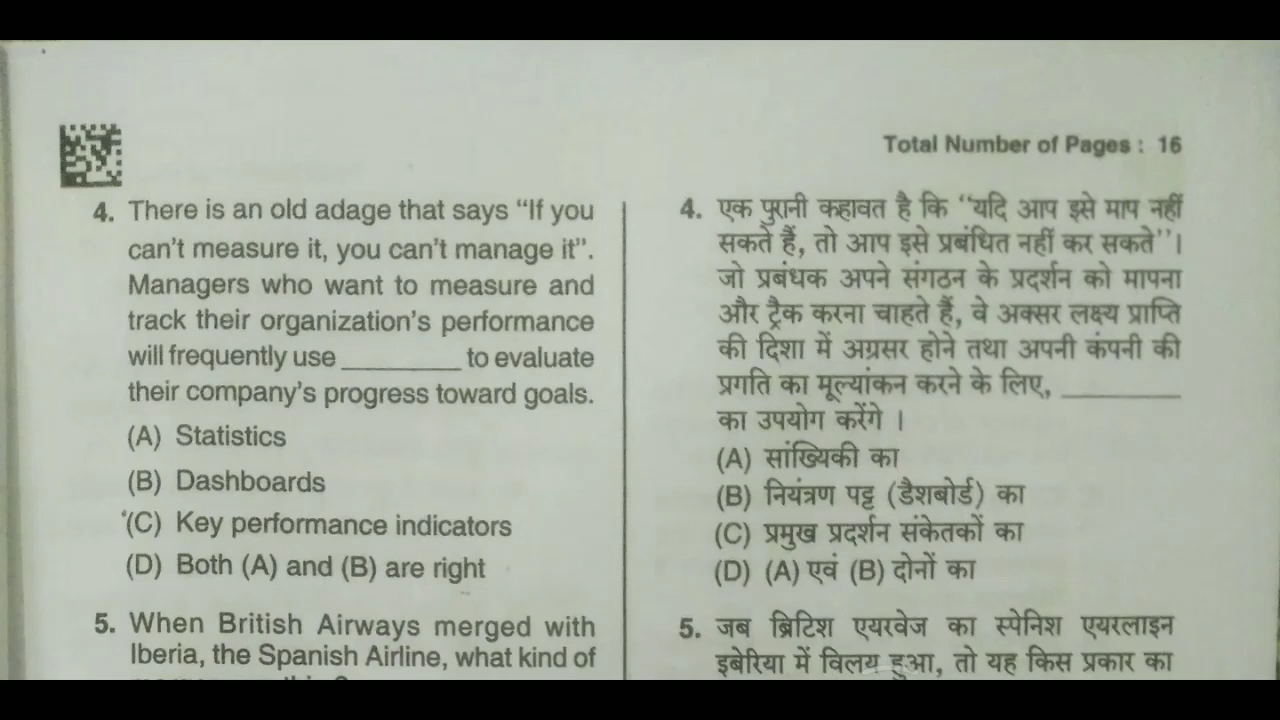 Total Number of Pages : 16
4. There is an old adage that says “If you
can’t measure it, you can’t manage it”.
Managers who want to measure and
track their organization’s performance
will frequently use _________ to evaluate
their company’s progress toward goals.
(A) Statistics
(B) Dashboards
(C) Key performance indicators
(D) Both (A) and (B) are right
5. When British Airways merged with
Iberia, the Spanish Airline, what kind of
4. एक पुरानी कहावत है कि ‘‘यदि आप इसे माप नहीं
सकते हैं, तो आप इसे प्रबंधित नहीं कर सकते’’।
जो प्रबंधक अपने संगठन के प्रदर्शन को मापना
और ट्रैक करना चाहते हैं, वे अक्सर लक्ष्य प्राप्ति
की दिशा में अग्रसर होने तथा अपनी कंपनी की
प्रगति का मूल्यांकन करने के लिए, _________
का उपयोग करेंगे ।
(A) सांख्यिकी का
(B) नियंत्रण पट्ट (डैशबोर्ड) का
(C) प्रमुख प्रदर्शन संकेतकों का
(D) (A) एवं (B) दोनों का
5. जब ब्रिटिश एयरवेज का स्पेनिश एयरलाइन
इबेरिया में विलय हुआ, तो यह किस प्रकार का